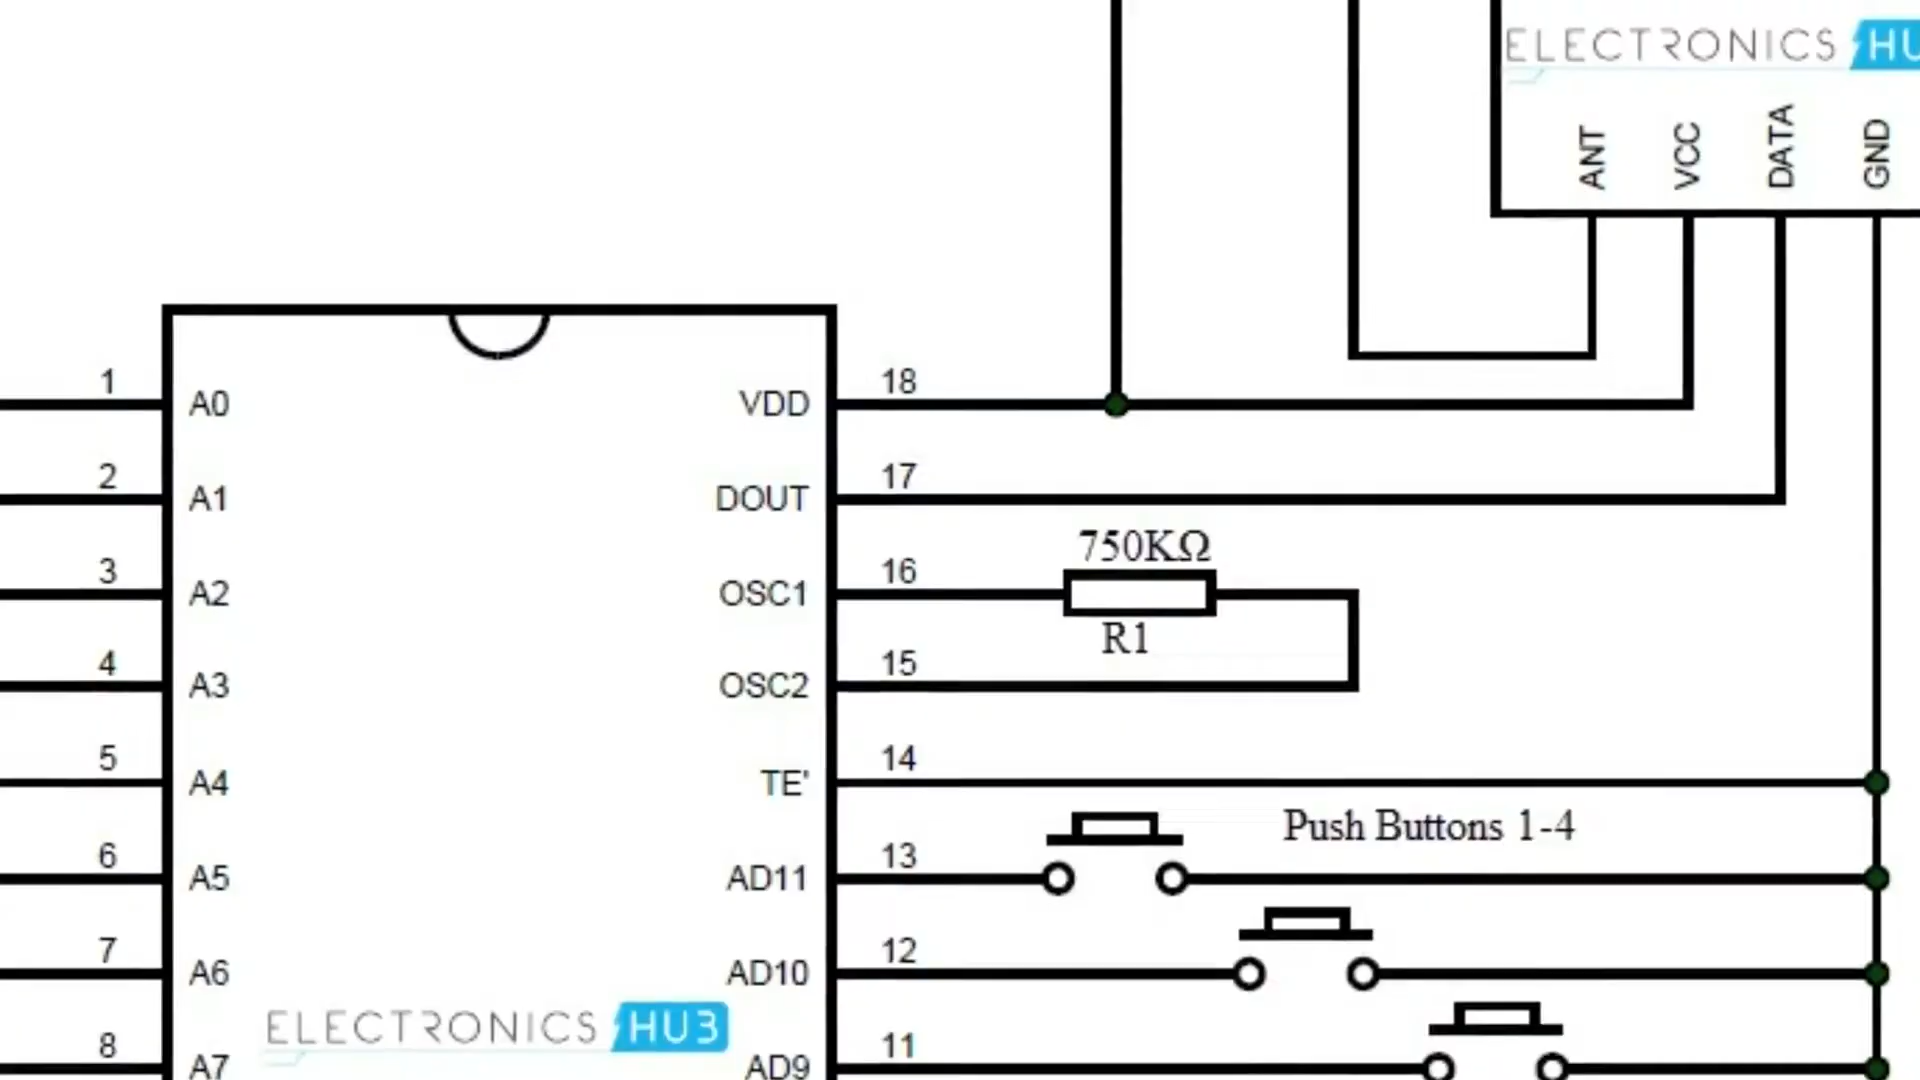 ELECTRONICS HU
ANT
VCC
DATA
GND
1 A0 VDD 18
2 A1 DOUT 17
750KΩ
3 A2 OSC1 16
R1
4 A3 OSC2 15
5 A4 TE' 14
Push Buttons 1-4
6 A5 AD11 13
7 A6 AD10 12
ELECTRONICS HUB
8 A7 AD9 11